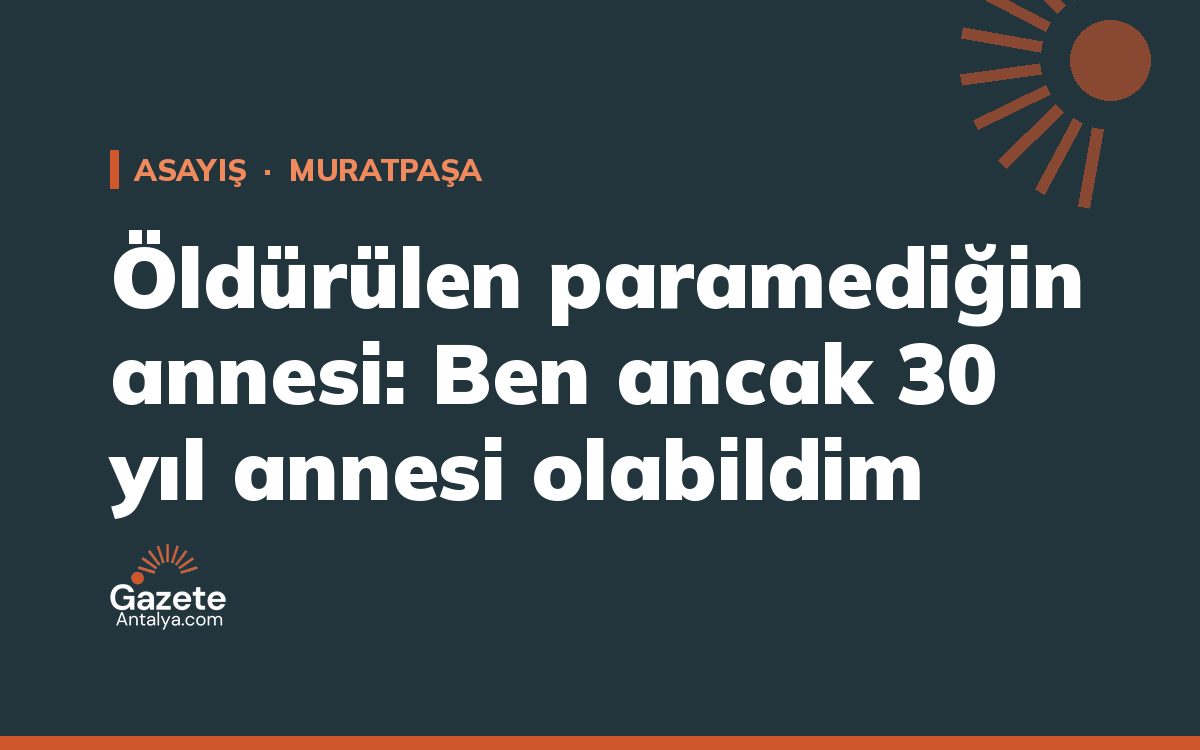 ASAYIŞ · MURATPAŞA
Öldürülen paramediğin
annesi: Ben ancak 30
yıl annesi olabildim
Gazete
Antalya.com